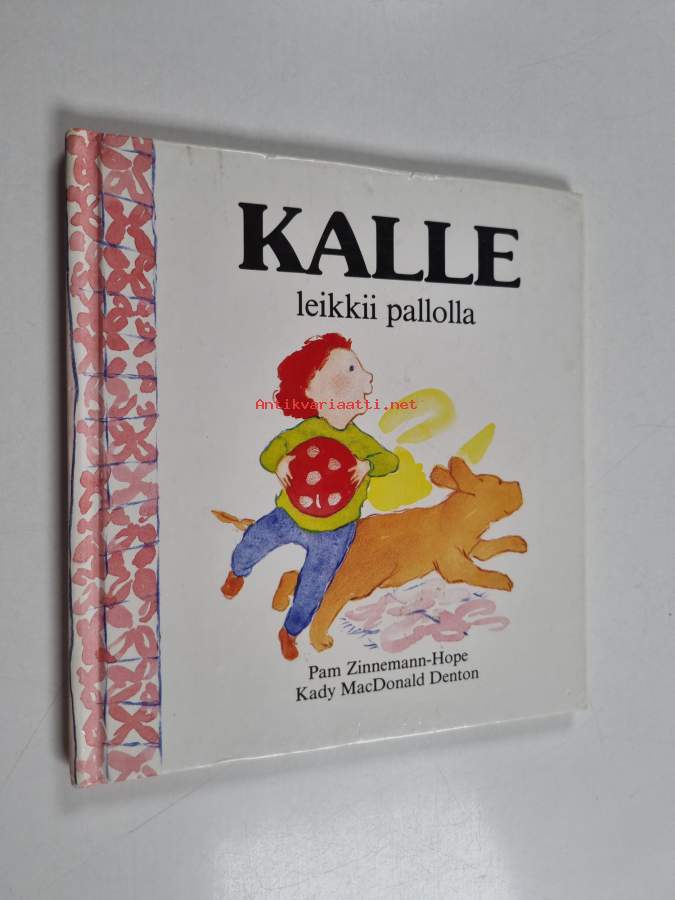 KALLE
leikkii pallolla
Antikvariaatti.net
Pam Zinnemann-Hope
Kady MacDonald Denton